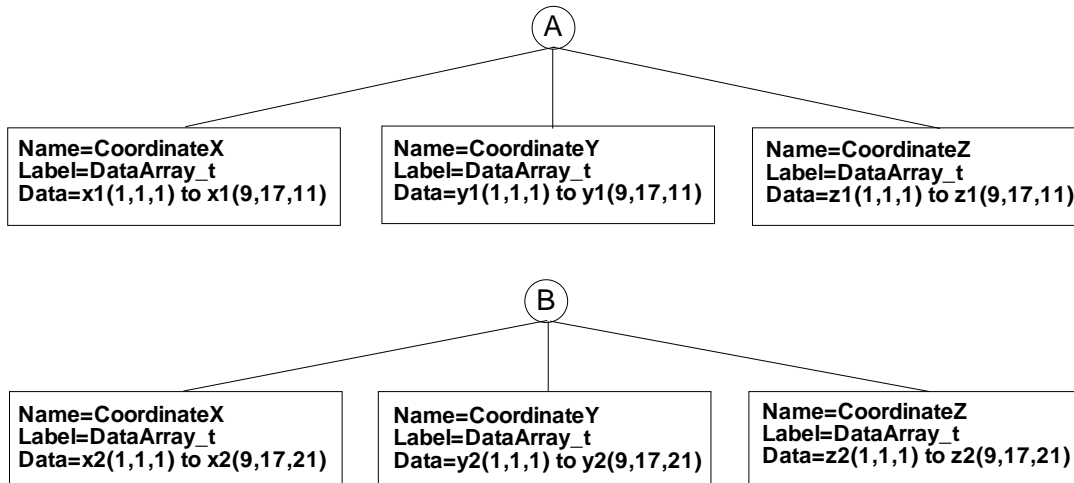 A
Name=CoordinateX
Label=DataArray_t
Data=x1(1,1,1) to x1(9,17,11)
Name=CoordinateY
Label=DataArray_t
Data=y1(1,1,1) to y1(9,17,11)
Name=CoordinateZ
Label=DataArray_t
Data=z1(1,1,1) to z1(9,17,11)
B
Name=CoordinateX
Label=DataArray_t
Data=x2(1,1,1) to x2(9,17,21)
Name=CoordinateY
Label=DataArray_t
Data=y2(1,1,1) to y2(9,17,21)
Name=CoordinateZ
Label=DataArray_t
Data=z2(1,1,1) to z2(9,17,21)